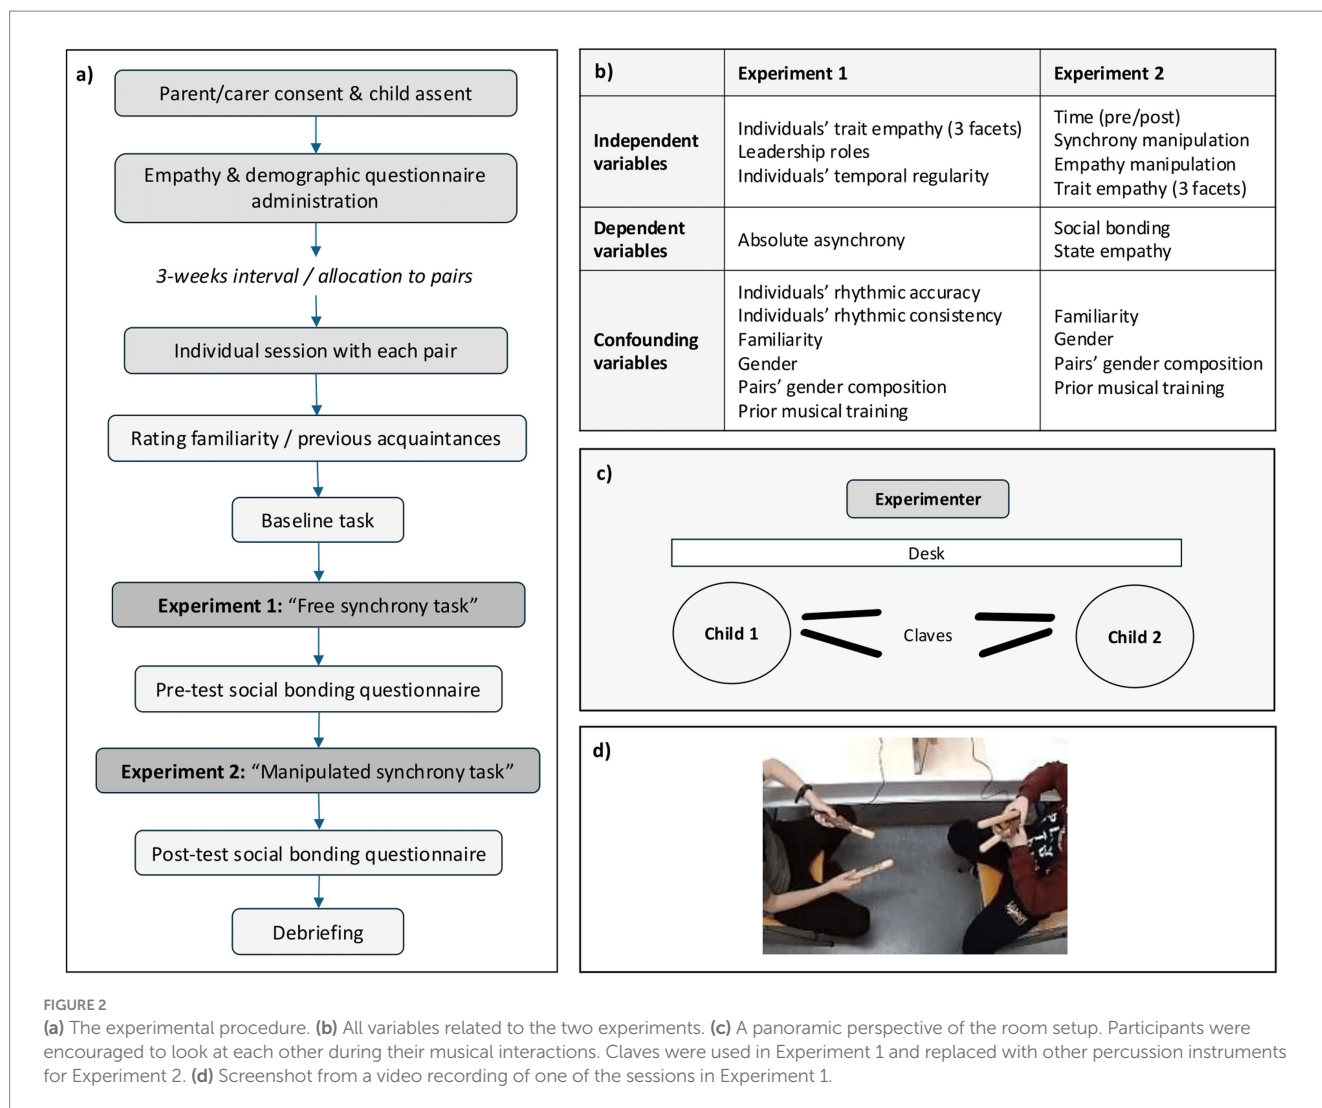 a)
Parent/carer consent & child assent
Empathy & demographic questionnaire
administration
3-weeks interval / allocation to pairs
Individual session with each pair
Rating familiarity / previous acquaintances
Baseline task
Experiment 1: “Free synchrony task”
Pre-test social bonding questionnaire
Experiment 2: “Manipulated synchrony task”
Post-test social bonding questionnaire
Debriefing
b)
Experiment 1
Experiment 2
Independent
variables
Individuals’ trait empathy (3 facets)
Leadership roles
Individuals’ temporal regularity
Time (pre/post)
Synchrony manipulation
Empathy manipulation
Trait empathy (3 facets)
Dependent
variables
Absolute asynchrony
Social bonding
State empathy
Confounding
variables
Individuals’ rhythmic accuracy
Individuals’ rhythmic consistency
Familiarity
Gender
Pairs’ gender composition
Prior musical training
Familiarity
Gender
Pairs’ gender composition
Prior musical training
c)
Experimenter
Desk
Child 1
Claves
Child 2
d)
FIGURE 2
(a) The experimental procedure. (b) All variables related to the two experiments. (c) A panoramic perspective of the room setup. Participants were
encouraged to look at each other during their musical interactions. Claves were used in Experiment 1 and replaced with other percussion instruments
for Experiment 2. (d) Screenshot from a video recording of one of the sessions in Experiment 1.